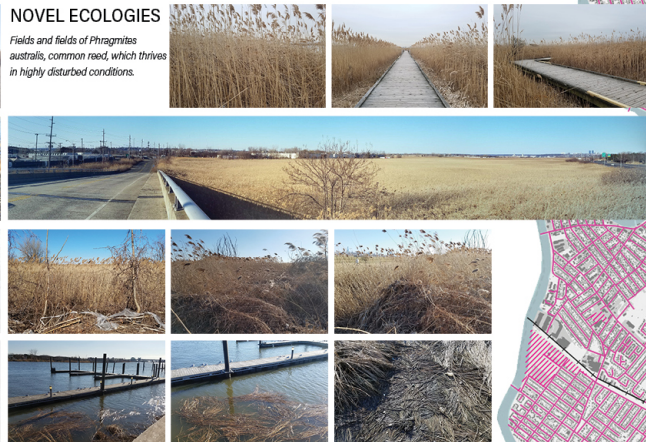 NOVEL ECOLOGIES
Fields and fields of Phragmites
australis, common reed, which thrives
in highly disturbed conditions.